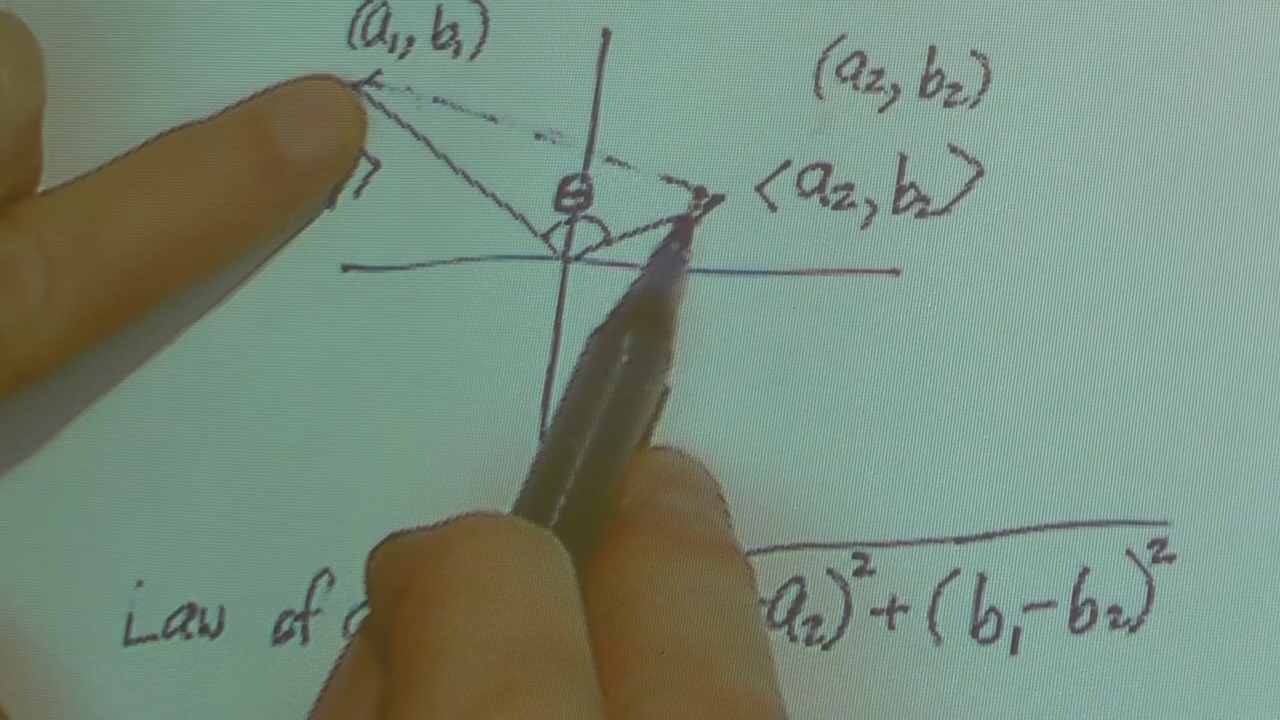 (a₁, b₁)
(a₂, b₂)
⟩
θ
⟨a₂, b₂⟩
Law of
a₂)² + (b₁ - b₂)²